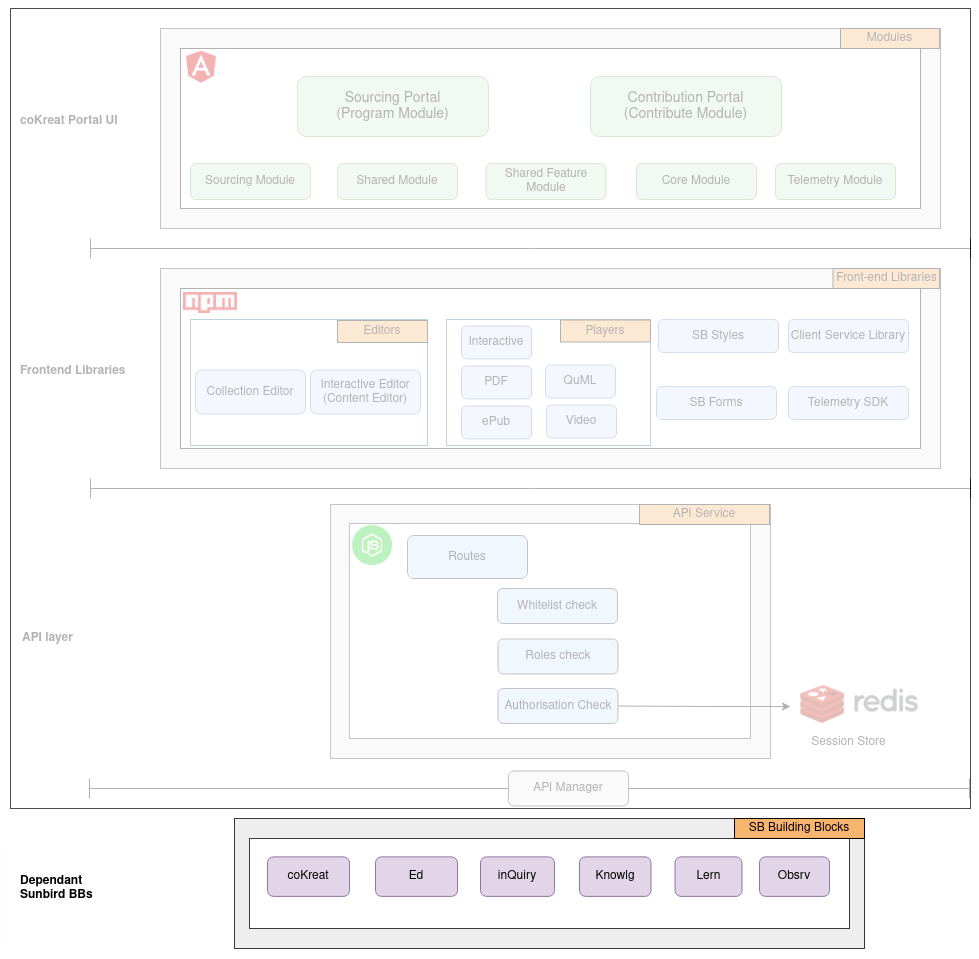 Modules
coKreat Portal UI
Sourcing Portal
(Program Module)
Contribution Portal
(Contribute Module)
Sourcing Module
Shared Module
Shared Feature
Module
Core Module
Telemetry Module
Front-end Libraries
npm
Frontend Libraries
Editors
Collection Editor
Interactive Editor
(Content Editor)
Players
Interactive
PDF
QuML
ePub
Video
SB Styles
Client Service Library
SB Forms
Telemetry SDK
API Service
JS
API layer
Routes
Whitelist check
Roles check
Authorisation Check
redis
Session Store
API Manager
SB Building Blocks
Dependant
Sunbird BBs
coKreat
Ed
inQuiry
Knowlg
Lern
Obsrv